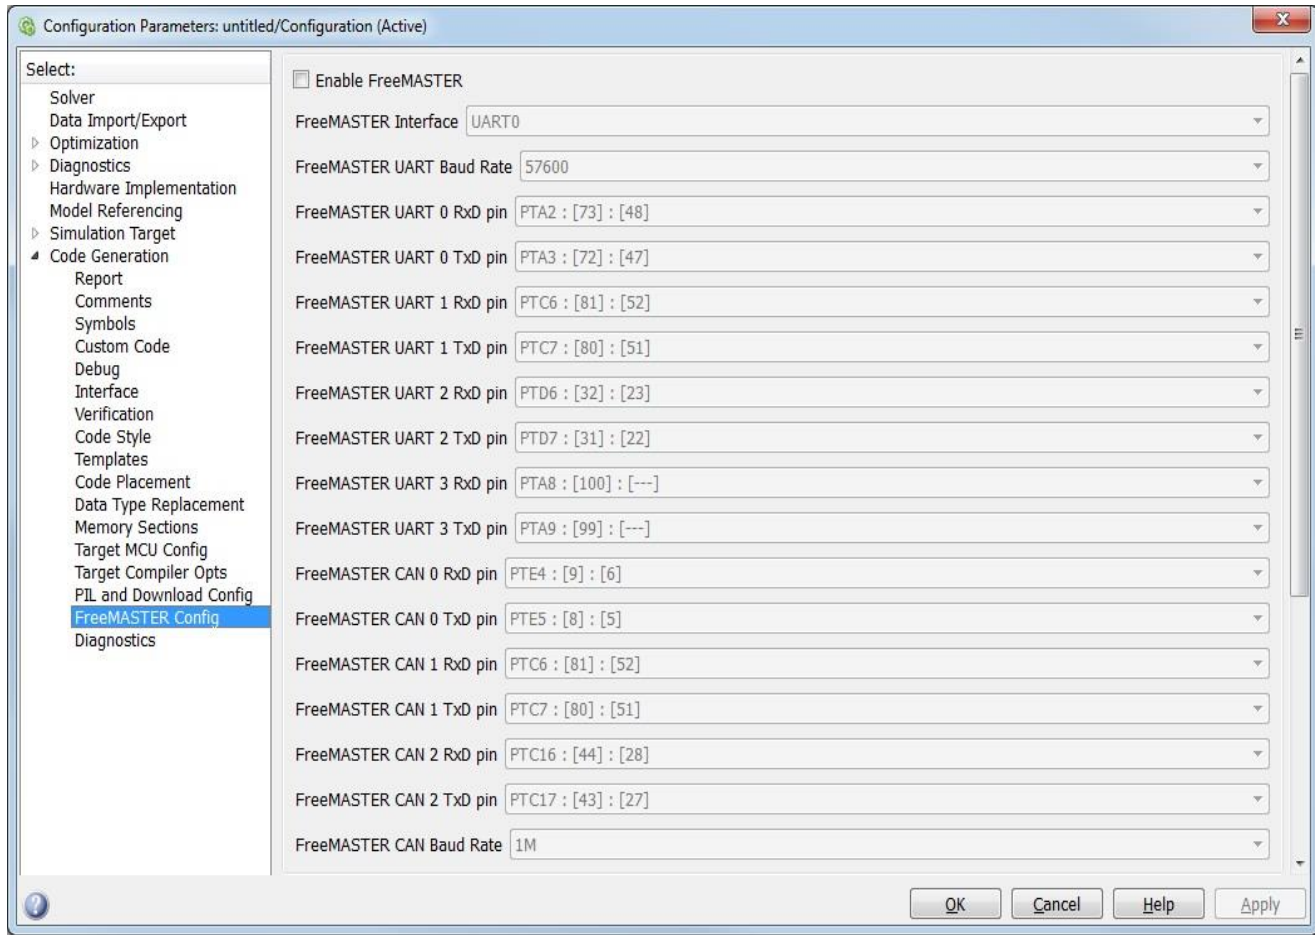 Configuration Parameters: untitled/Configuration (Active)
Select:
Solver
Data Import/Export
Optimization
Diagnostics
Hardware Implementation
Model Referencing
Simulation Target
Code Generation
Report
Comments
Symbols
Custom Code
Debug
Interface
Verification
Code Style
Templates
Code Placement
Data Type Replacement
Memory Sections
Target MCU Config
Target Compiler Opts
PIL and Download Config
FreeMASTER Config
Diagnostics
Enable FreeMASTER
FreeMASTER Interface UART0
FreeMASTER UART Baud Rate 57600
FreeMASTER UART 0 RxD pin PTA2 : [73] : [48]
FreeMASTER UART 0 TxD pin PTA3 : [72] : [47]
FreeMASTER UART 1 RxD pin PTC6 : [81] : [52]
FreeMASTER UART 1 TxD pin PTC7 : [80] : [51]
FreeMASTER UART 2 RxD pin PTD6 : [32] : [23]
FreeMASTER UART 2 TxD pin PTD7 : [31] : [22]
FreeMASTER UART 3 RxD pin PTA8 : [100] : [---]
FreeMASTER UART 3 TxD pin PTA9 : [99] : [---]
FreeMASTER CAN 0 RxD pin PTE4 : [9] : [6]
FreeMASTER CAN 0 TxD pin PTE5 : [8] : [5]
FreeMASTER CAN 1 RxD pin PTC6 : [81] : [52]
FreeMASTER CAN 1 TxD pin PTC7 : [80] : [51]
FreeMASTER CAN 2 RxD pin PTC16 : [44] : [28]
FreeMASTER CAN 2 TxD pin PTC17 : [43] : [27]
FreeMASTER CAN Baud Rate 1M
OK Cancel Help Apply